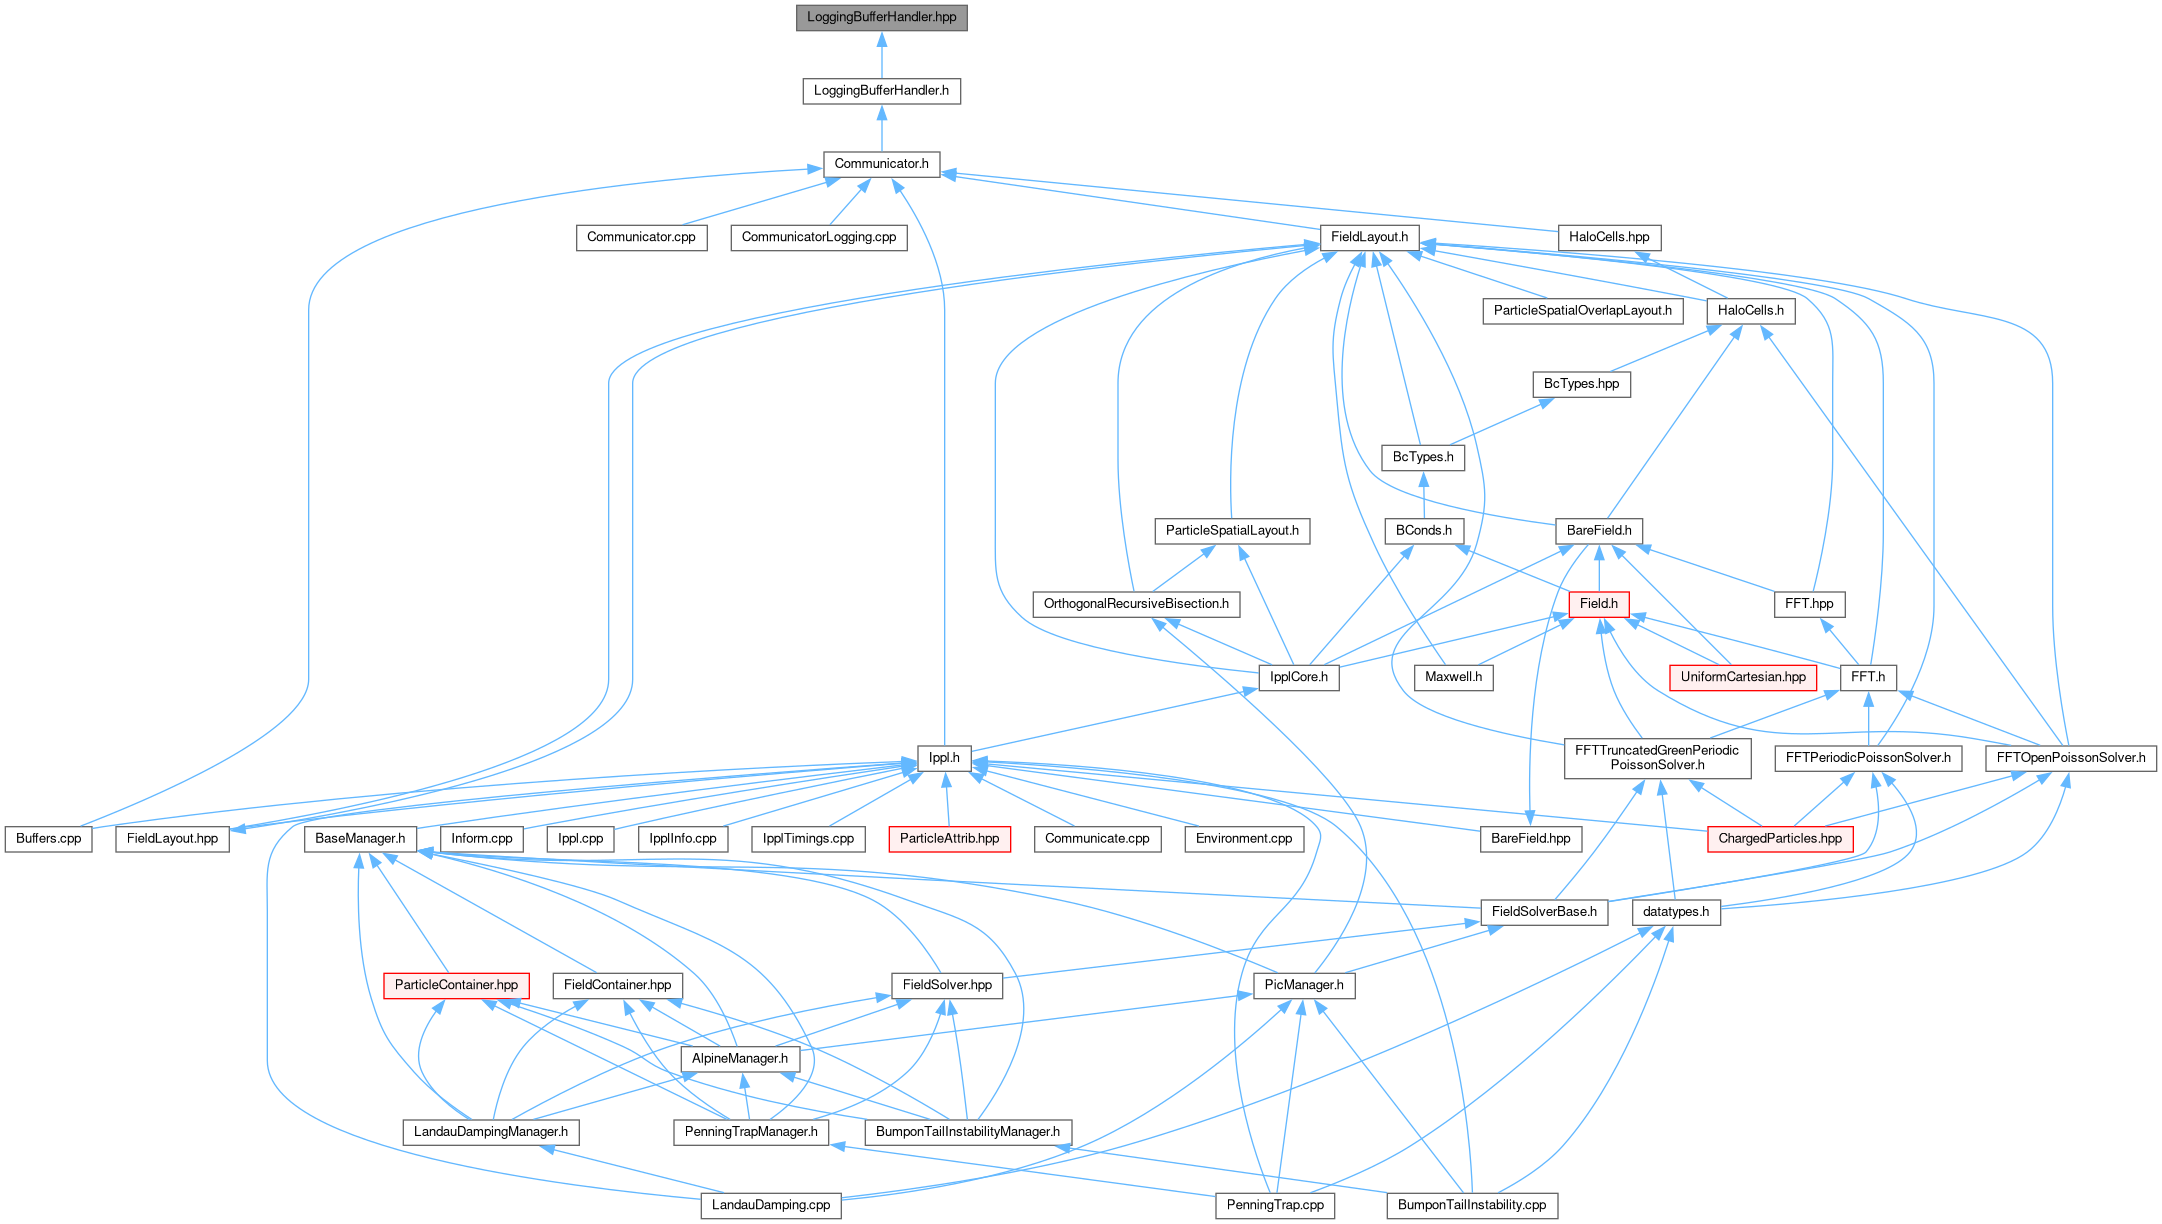 LoggingBufferHandler.hpp
LoggingBufferHandler.h
Communicator.h
Communicator.cpp
CommunicatorLogging.cpp
FieldLayout.h
HaloCells.hpp
ParticleSpatialOverlapLayout.h
HaloCells.h
BcTypes.hpp
BcTypes.h
ParticleSpatialLayout.h
BConds.h
BareField.h
OrthogonalRecursiveBisection.h
Field.h
FFT.hpp
IpplCore.h
Maxwell.h
UniformCartesian.hpp
FFT.h
Ippl.h
FFTTruncatedGreenPeriodic
PoissonSolver.h
FFTPeriodicPoissonSolver.h
FFTOpenPoissonSolver.h
Buffers.cpp
FieldLayout.hpp
BaseManager.h
Inform.cpp
Ippl.cpp
IpplInfo.cpp
IpplTimings.cpp
ParticleAttrib.hpp
Communicate.cpp
Environment.cpp
BareField.hpp
ChargedParticles.hpp
FieldSolverBase.h
datatypes.h
ParticleContainer.hpp
FieldContainer.hpp
FieldSolver.hpp
PicManager.h
AlpineManager.h
LandauDampingManager.h
PenningTrapManager.h
BumponTailInstabilityManager.h
LandauDamping.cpp
PenningTrap.cpp
BumponTailInstability.cpp